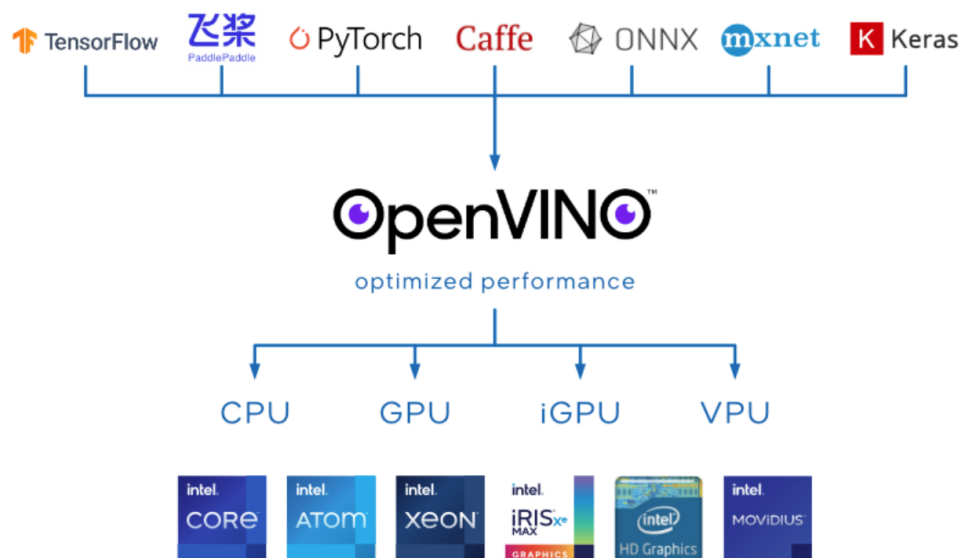 TensorFlow
飞桨
PaddlePaddle
PyTorch
Caffe
ONNX
mxnet
K Keras
OpenVINO™
optimized performance
CPU GPU iGPU VPU
intel.
CORE
intel.
ATOM
intel.
XEON
intel.
iRIS Xe
MAX
GRAPHICS
intel
HD Graphics
intel.
MOVIDIUS